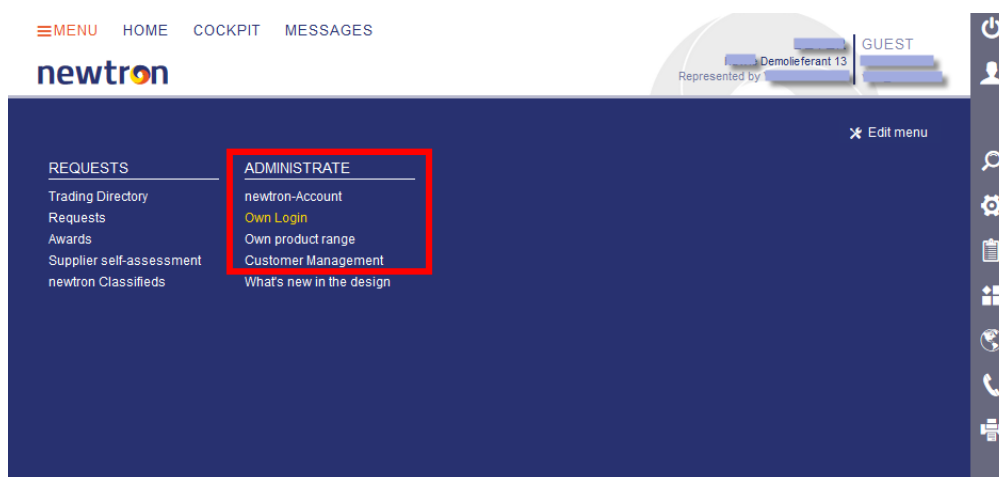 MENU HOME COCKPIT MESSAGES
newtron
GUEST
Demolieferant 13
Represented by
Edit menu
REQUESTS
Trading Directory
Requests
Awards
Supplier self-assessment
newtron Classifieds
ADMINISTRATE
newtron-Account
Own Login
Own product range
Customer Management
What's new in the design